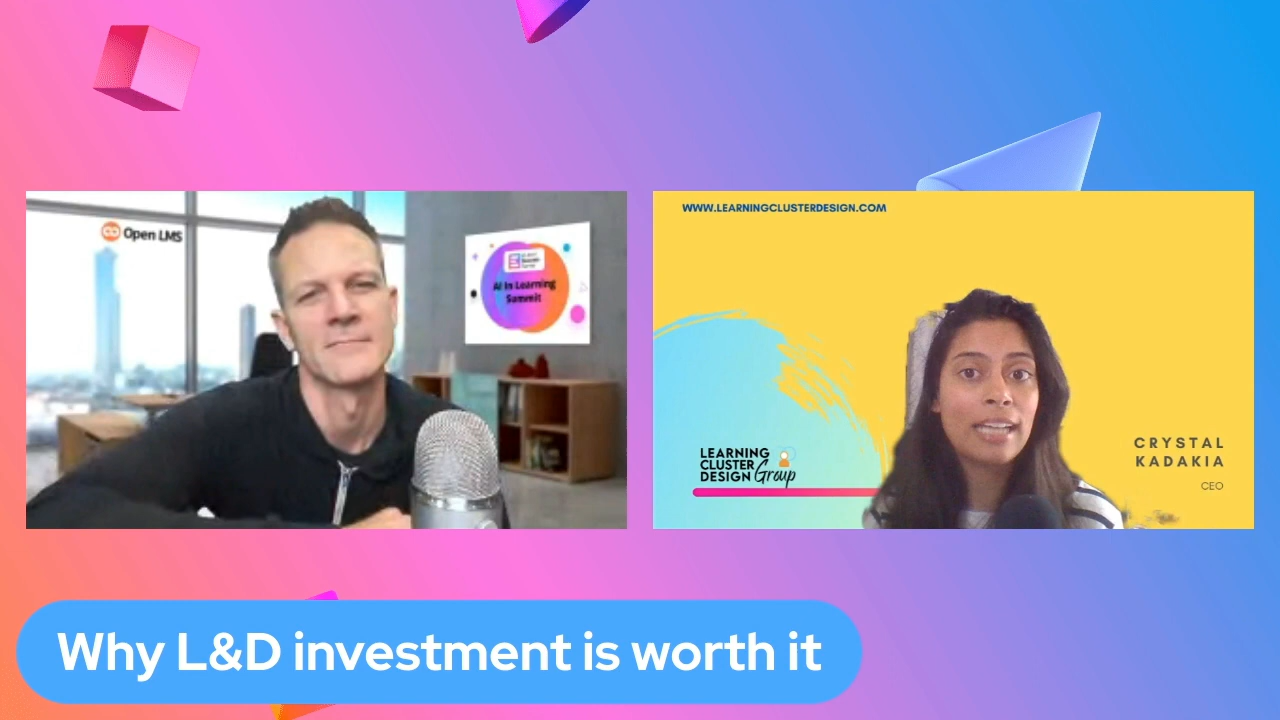 Open LMS
AI In Learning
Summit
WWW.LEARNINGCLUSTERDESIGN.COM
LEARNING
CLUSTER
DESIGN Group
CRYSTAL
KADAKIA
CEO
Why L&D investment is worth it